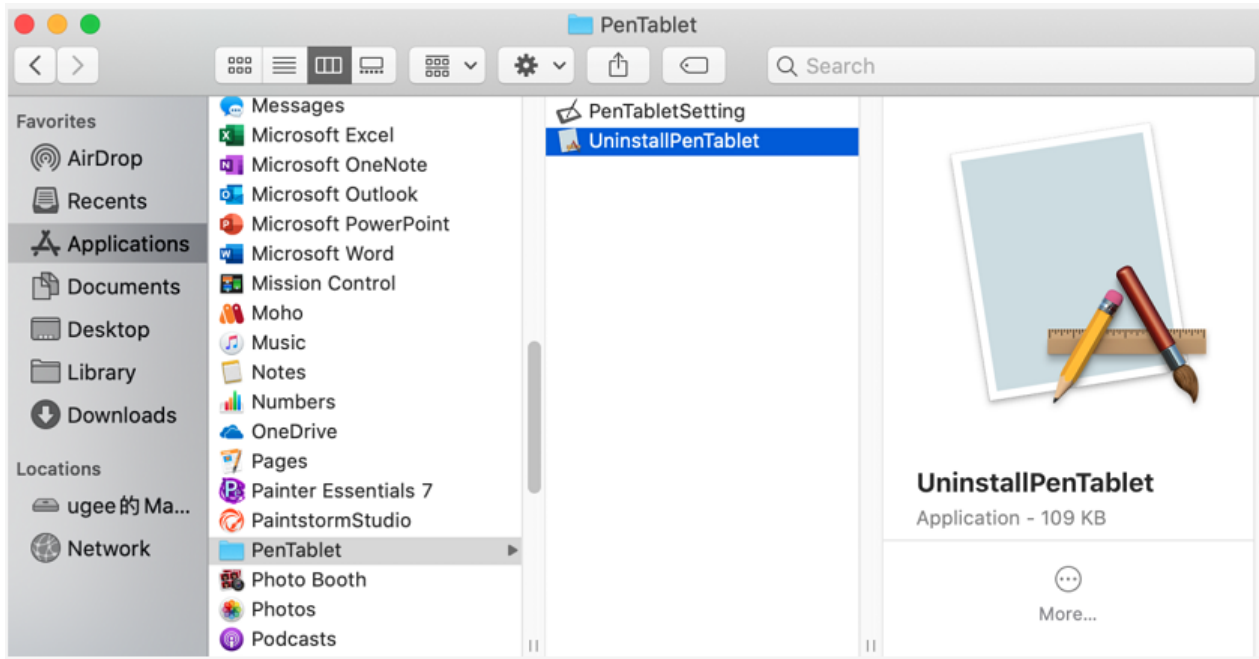 PenTablet
Search
Favorites
AirDrop
Recents
Applications
Documents
Desktop
Library
Downloads
Locations
ugee的Ma...
Network
Messages
Microsoft Excel
Microsoft OneNote
Microsoft Outlook
Microsoft PowerPoint
Microsoft Word
Mission Control
Moho
Music
Notes
Numbers
OneDrive
Pages
Painter Essentials 7
PaintstormStudio
PenTablet
Photo Booth
Photos
Podcasts
PenTabletSetting
UninstallPenTablet
UninstallPenTablet
Application - 109 KB
More...